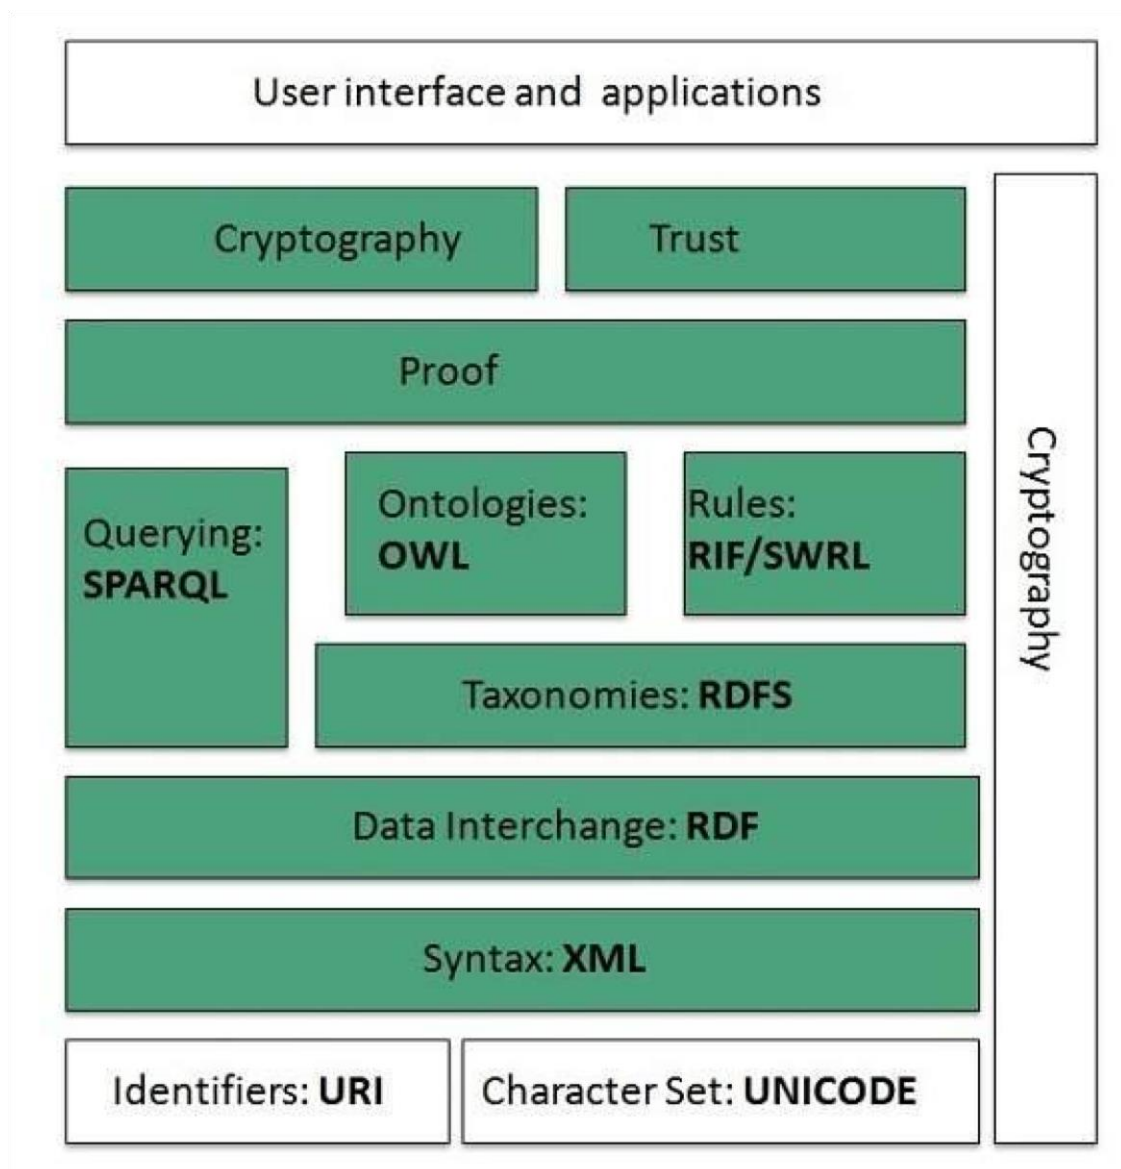 User interface and applications
Cryptography
Trust
Proof
Querying:
SPARQL
Ontologies:
OWL
Rules:
RIF/SWRL
Taxonomies: RDFS
Data Interchange: RDF
Syntax: XML
Identifiers: URI
Character Set: UNICODE
Cryptography